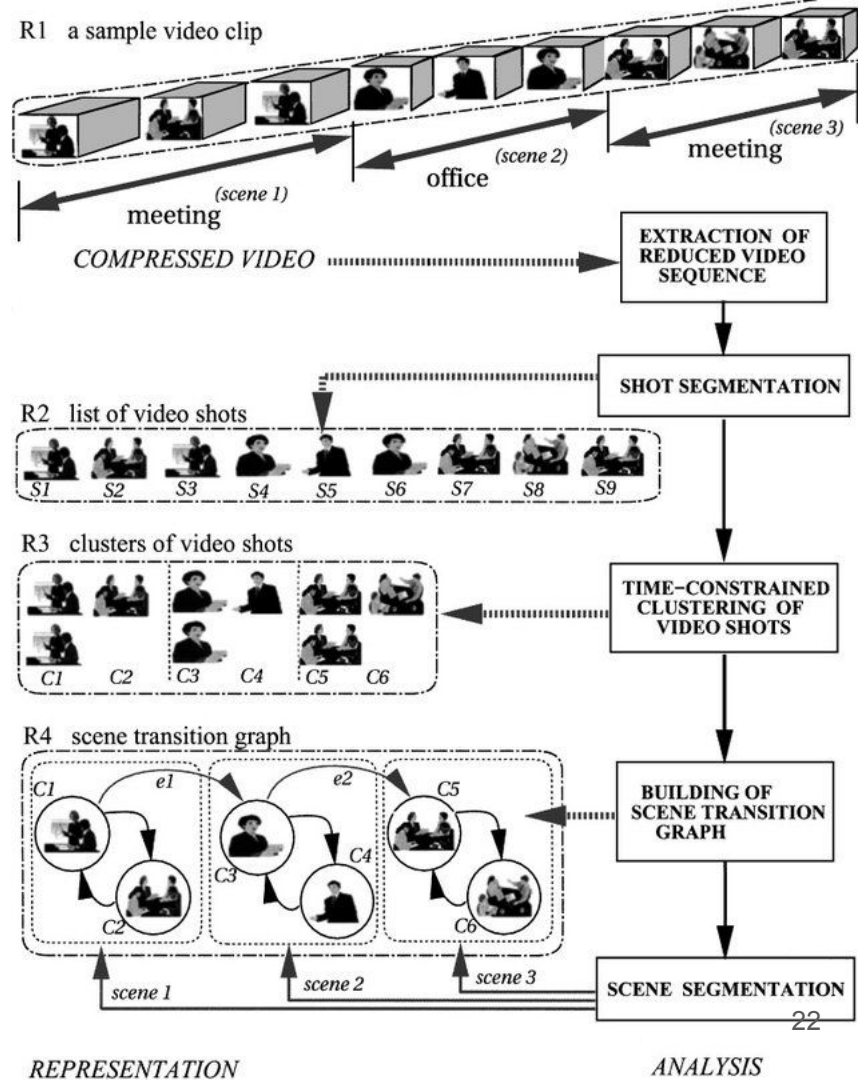 R1 a sample video clip
(scene 1)
meeting
(scene 2)
office
(scene 3)
meeting
COMPRESSED VIDEO
EXTRACTION OF
REDUCED VIDEO
SEQUENCE
SHOT SEGMENTATION
R2 list of video shots
S1 S2 S3 S4 S5 S6 S7 S8 S9
R3 clusters of video shots
C1 C2 C3 C4 C5 C6
TIME-CONSTRAINED
CLUSTERING OF
VIDEO SHOTS
R4 scene transition graph
C1 e1 e2 C5
C3 C4
C2 C6
BUILDING OF
SCENE TRANSITION
GRAPH
scene 1 scene 2 scene 3
SCENE SEGMENTATION
22
REPRESENTATION
ANALYSIS